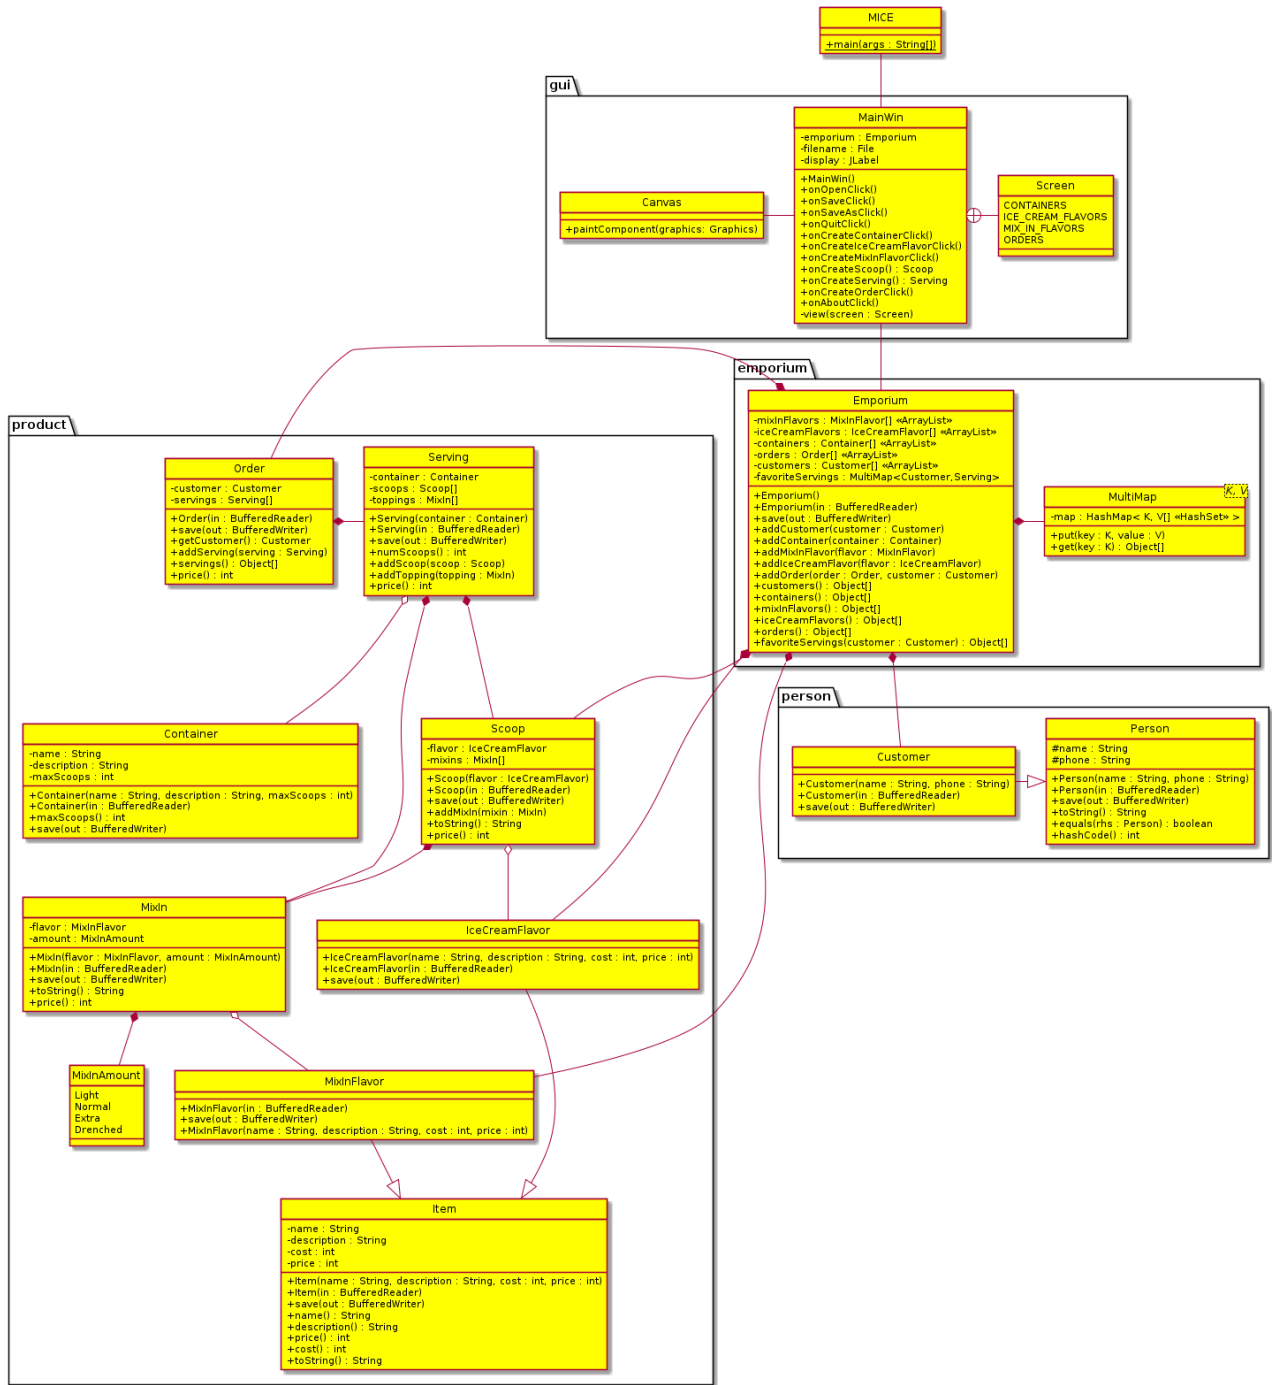 MICE
+main(args : String[])
gui
MainWin
-emporium : Emporium
-filename : File
-display : JLabel
+MainWin()
+onOpenClick()
+onSaveClick()
+onSaveAsClick()
+onQuitClick()
+onCreateContainerClick()
+onCreateIceCreamFlavorClick()
+onCreateMixInFlavorClick()
+onCreateScoop() : Scoop
+onCreateServing() : Serving
+onCreateOrderClick()
+onAboutClick()
-view(screen : Screen)
Canvas
+paintComponent(graphics: Graphics)
Screen
CONTAINERS
ICE_CREAM_FLAVORS
MIX_IN_FLAVORS
ORDERS
emporium
Emporium
-mixInFlavors : MixInFlavor[] «ArrayList»
-iceCreamFlavors : IceCreamFlavor[] «ArrayList»
-containers : Container[] «ArrayList»
-orders : Order[] «ArrayList»
-customers : Customer[] «ArrayList»
-favoriteServings : MultiMap<Customer,Serving>
+Emporium()
+Emporium(in : BufferedReader)
+save(out : BufferedWriter)
+addCustomer(customer : Customer)
+addContainer(container : Container)
+addMixInFlavor(flavor : MixInFlavor)
+addIceCreamFlavor(flavor : IceCreamFlavor)
+addOrder(order : Order, customer : Customer)
+customers() : Object[]
+containers() : Object[]
+mixInFlavors() : Object[]
+iceCreamFlavors() : Object[]
+orders() : Object[]
+favoriteServings(customer : Customer) : Object[]
MultiMap
K, V
-map : HashMap< K, V[] «HashSet» >
+put(key : K, value : V)
+get(key : K) : Object[]
product
Order
-customer : Customer
-servings : Serving[]
+Order(in : BufferedReader)
+save(out : BufferedWriter)
+getCustomer() : Customer
+addServing(serving : Serving)
+servings() : Object[]
+price() : int
Serving
-container : Container
-scoops : Scoop[]
-toppings : MixIn[]
+Serving(container : Container)
+Serving(in : BufferedReader)
+save(out : BufferedWriter)
+numScoops() : int
+addScoop(scoop : Scoop)
+addTopping(topping : MixIn)
+price() : int
person
Customer
+Customer(name : String, phone : String)
+Customer(in : BufferedReader)
+save(out : BufferedWriter)
Person
#name : String
#phone : String
+Person(name : String, phone : String)
+Person(in : BufferedReader)
+save(out : BufferedWriter)
+toString() : String
+equals(rhs : Person) : boolean
+hashCode() : int
Container
-name : String
-description : String
-maxScoops : int
+Container(name : String, description : String, maxScoops : int)
+Container(in : BufferedReader)
+maxScoops() : int
+save(out : BufferedWriter)
Scoop
-flavor : IceCreamFlavor
-mixins : MixIn[]
+Scoop(flavor : IceCreamFlavor)
+Scoop(in : BufferedReader)
+save(out : BufferedWriter)
+addMixIn(mixin : MixIn)
+toString() : String
+price() : int
MixIn
-flavor : MixInFlavor
-amount : MixInAmount
+MixIn(flavor : MixInFlavor, amount : MixInAmount)
+MixIn(in : BufferedReader)
+save(out : BufferedWriter)
+toString() : String
+price() : int
IceCreamFlavor
+IceCreamFlavor(name : String, description : String, cost : int, price : int)
+IceCreamFlavor(in : BufferedReader)
+save(out : BufferedWriter)
MixInAmount
Light
Normal
Extra
Drenched
MixInFlavor
+MixInFlavor(in : BufferedReader)
+save(out : BufferedWriter)
+MixInFlavor(name : String, description : String, cost : int, price : int)
Item
-name : String
-description : String
-cost : int
-price : int
+Item(name : String, description : String, cost : int, price : int)
+Item(in : BufferedReader)
+save(out : BufferedWriter)
+name() : String
+description() : String
+price() : int
+cost() : int
+toString() : String